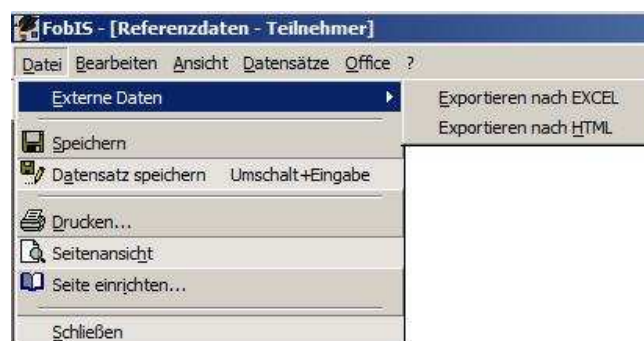 FobIS - [Referenzdaten - Teilnehmer]
Datei Bearbeiten Ansicht Datensätze Office ?
Externe Daten
Exportieren nach EXCEL
Exportieren nach HTML
Speichern
Datensatz speichern Umschalt+Eingabe
Drucken...
Seitenansicht
Seite einrichten...
Schließen